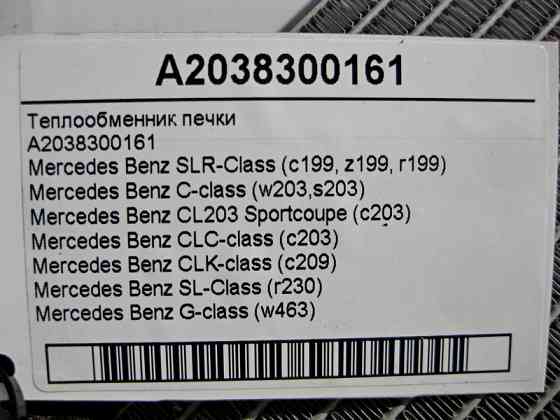 A2038300161
Теплообменник печки
A2038300161
Mercedes Benz SLR-Class (c199, z199, r199)
Mercedes Benz C-class (w203,s203)
Mercedes Benz CL203 Sportcoupe (c203)
Mercedes Benz CLC-class (c203)
Mercedes Benz CLK-class (c209)
Mercedes Benz SL-Class (r230)
Mercedes Benz G-class (w463)